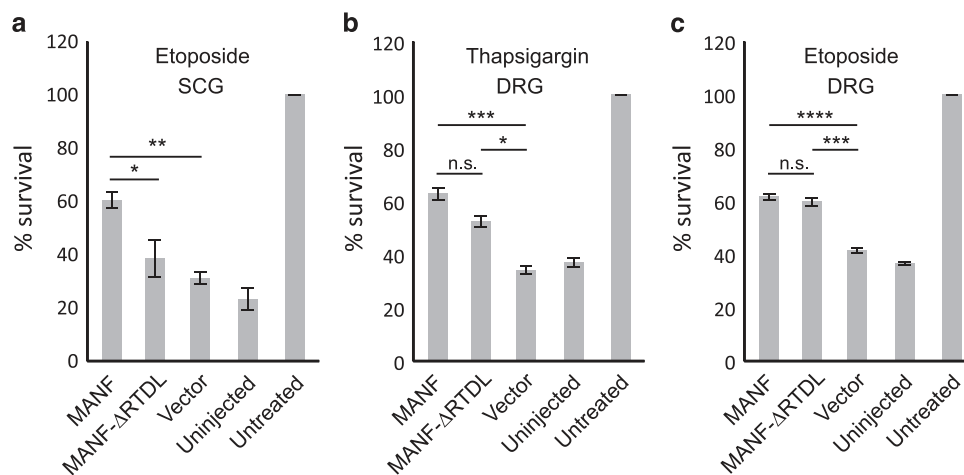 a
Etoposide
SCG
% survival
120
100
80
60
40
20
0
**
*
MANF
MANF-ΔRTDL
Vector
Uninjected
Untreated
b
Thapsigargin
DRG
% survival
120
100
80
60
40
20
0
***
*
n.s.
MANF
MANF-ΔRTDL
Vector
Uninjected
Untreated
c
Etoposide
DRG
% survival
120
100
80
60
40
20
0
****
***
n.s.
MANF
MANF-ΔRTDL
Vector
Uninjected
Untreated